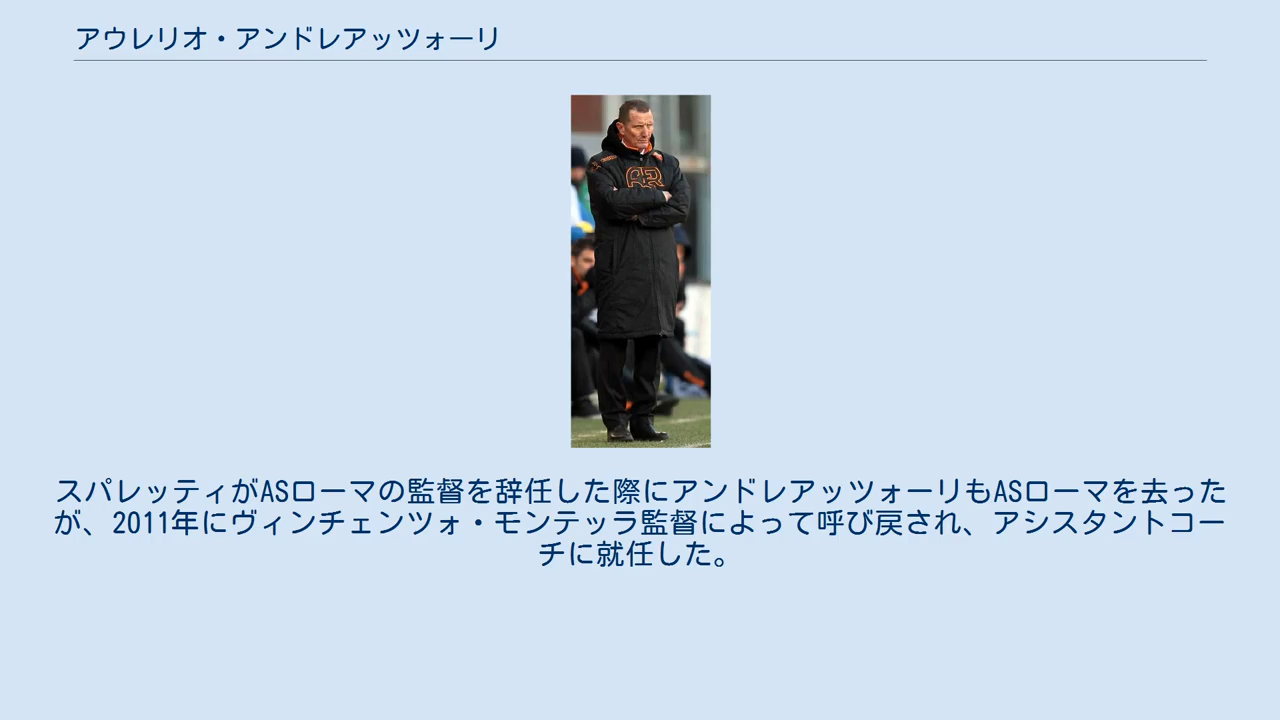 アウレリオ・アンドレアッツォーリ
スパレッティがASローマの監督を辞任した際にアンドレアッツォーリもASローマを去った
が、2011年にヴィンチェンツォ・モンテッラ監督によって呼び戻され、アシスタントコー
チに就任した。